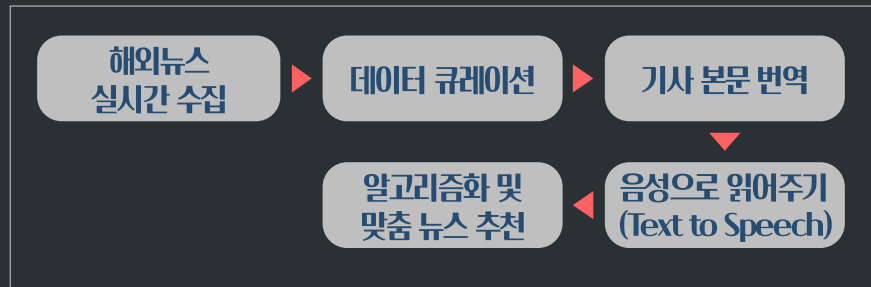 해외뉴스
실시간 수집
데이터 큐레이션
기사 본문 번역
음성으로 읽어주기
(Text to Speech)
알고리즘화 및
맞춤 뉴스 추천